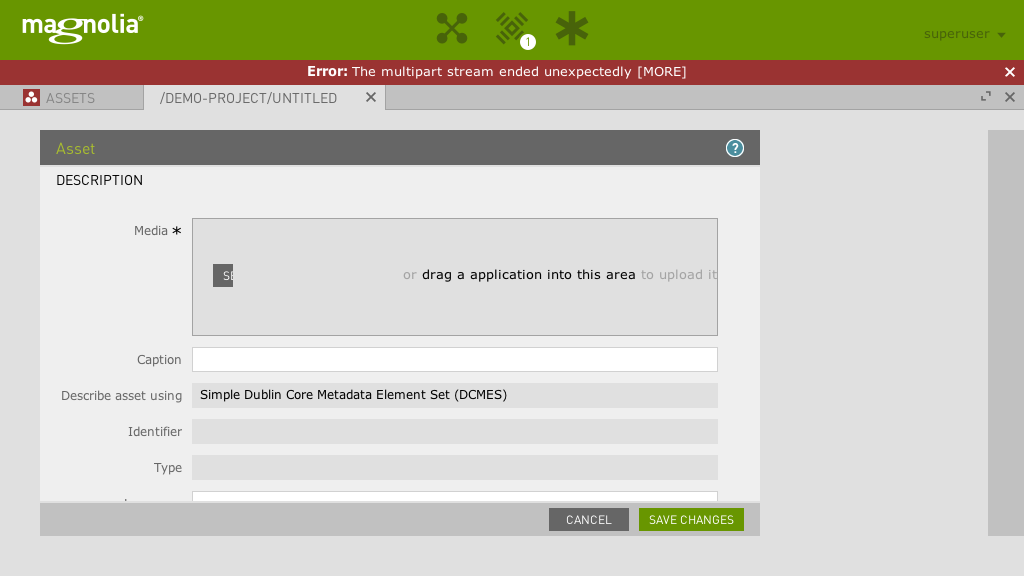 magnolia®
1
superuser
Error: The multipart stream ended unexpectedly [MORE]
ASSETS
/DEMO-PROJECT/UNTITLED
Asset
?
DESCRIPTION
Media *
SE
or drag a application into this area to upload it
Caption
Describe asset using
Simple Dublin Core Metadata Element Set (DCMES)
Identifier
Type
CANCEL
SAVE CHANGES